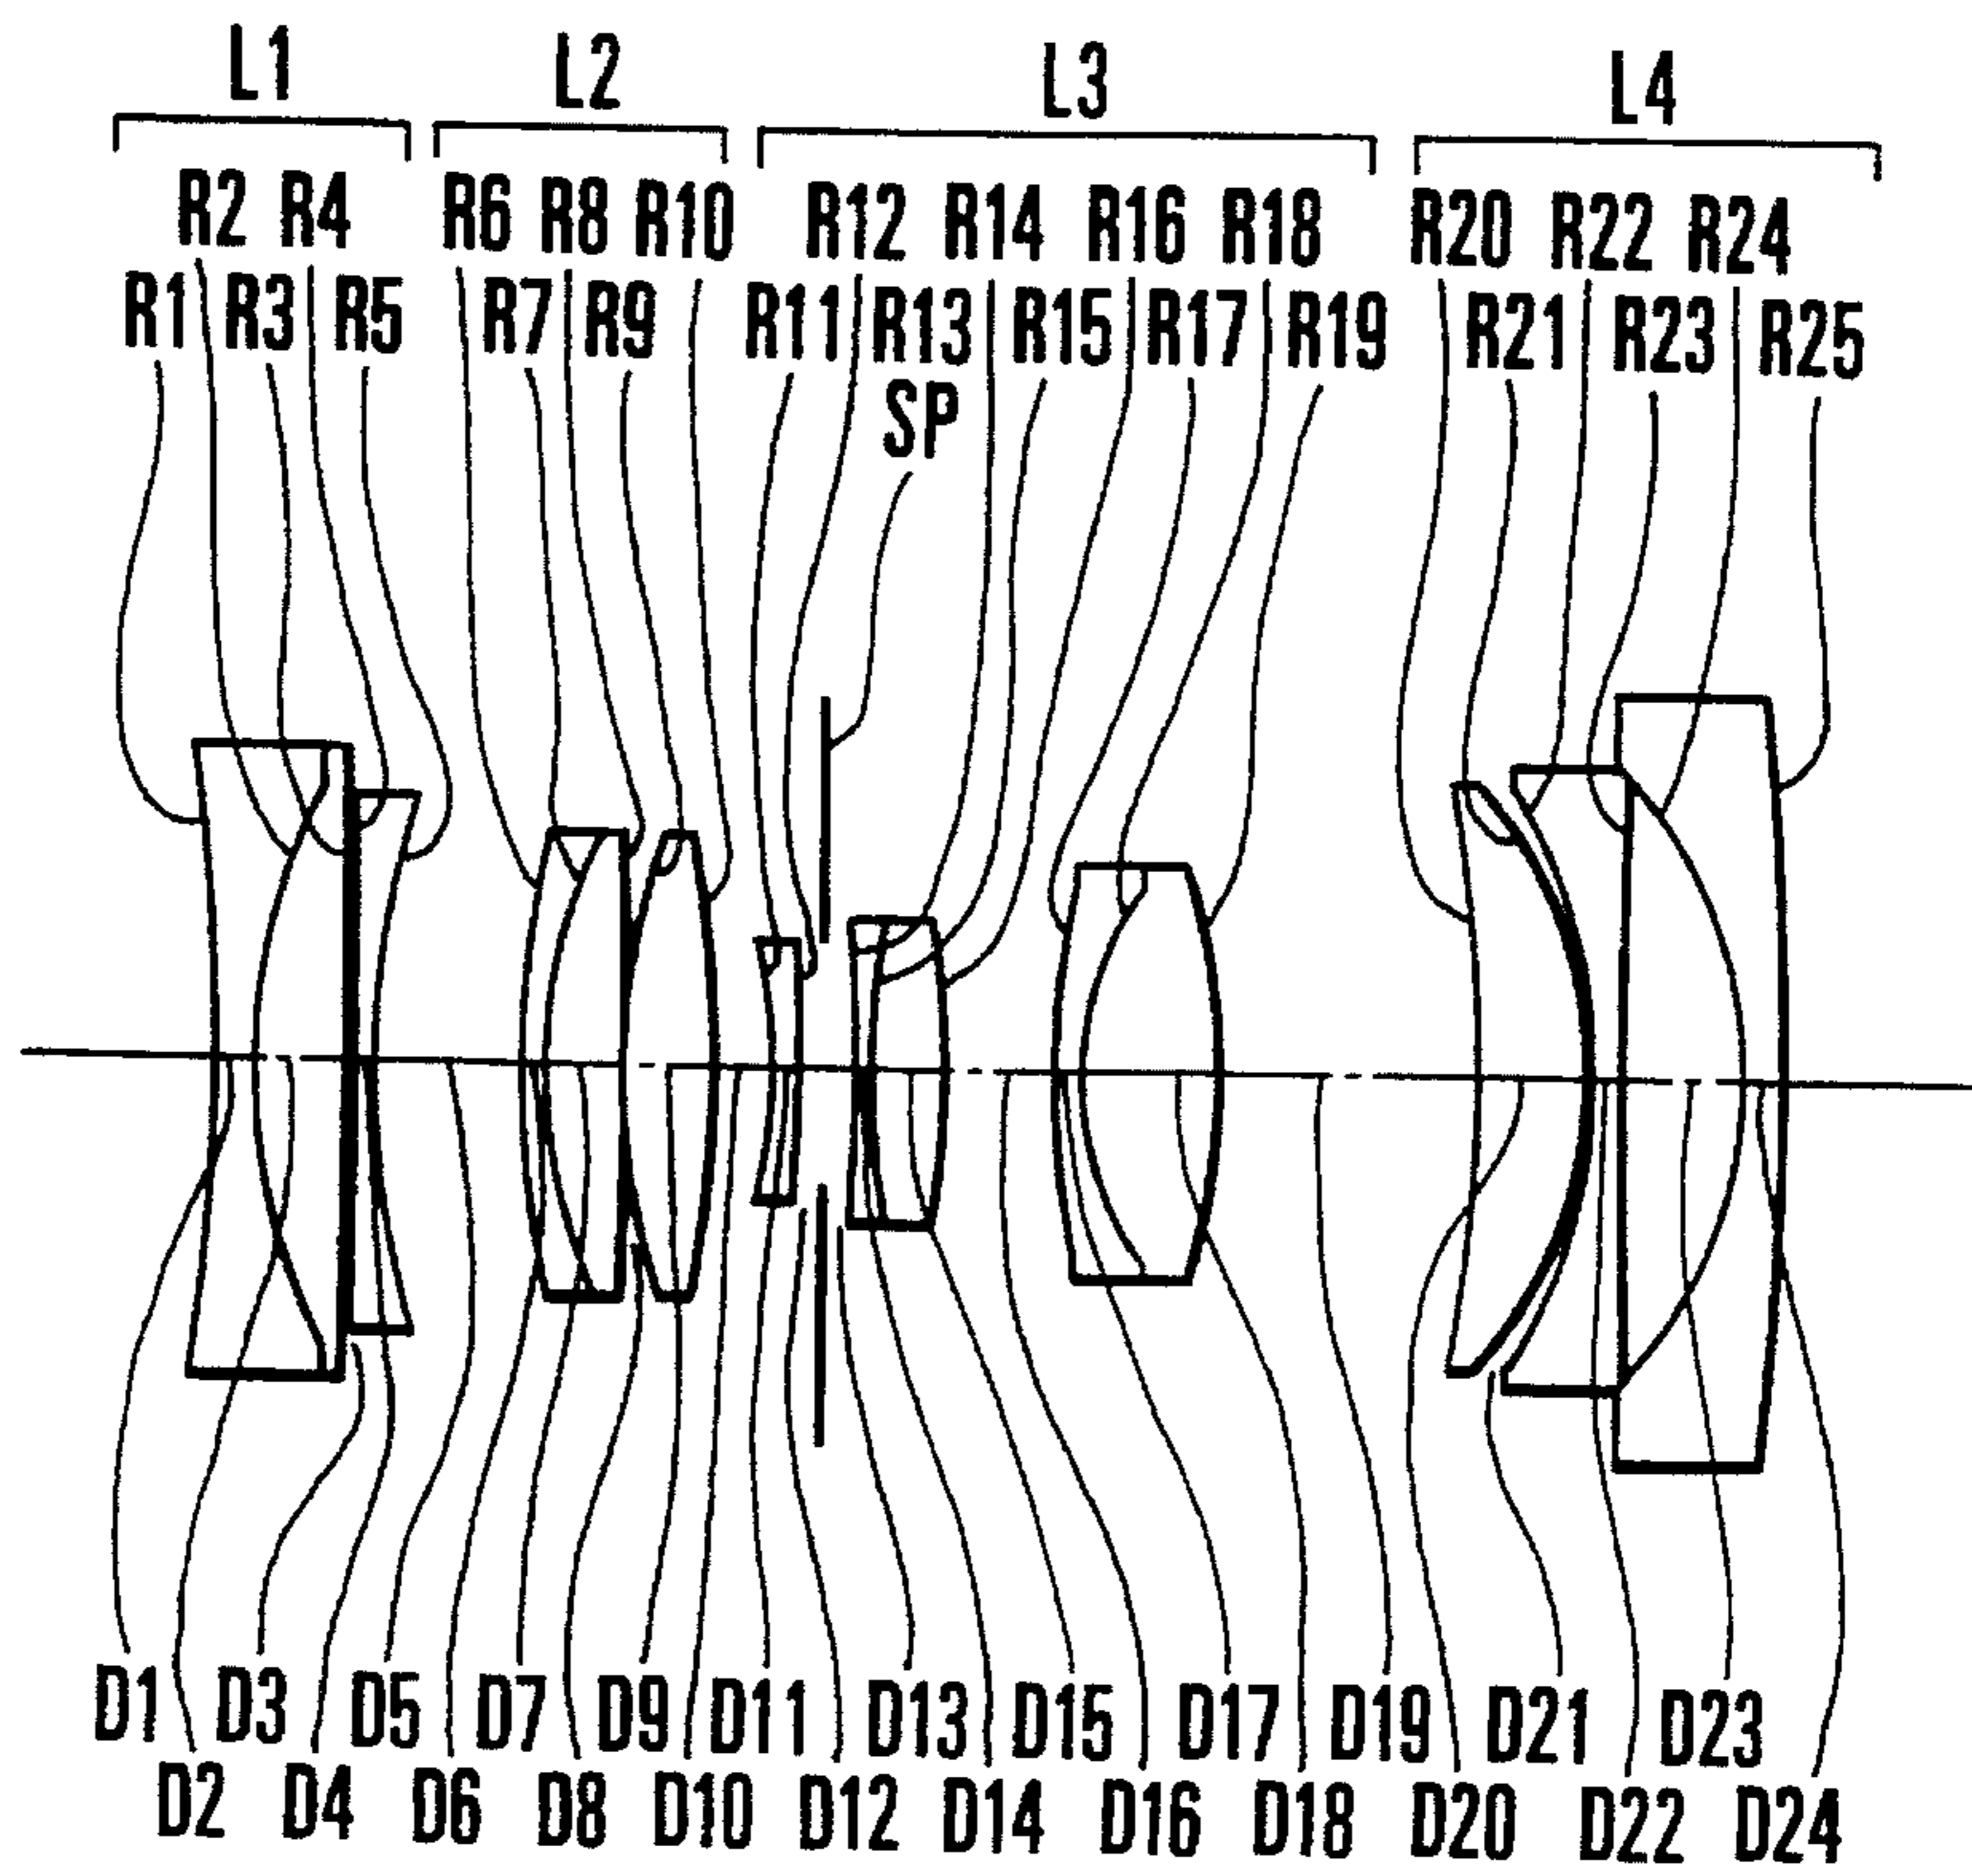 L1 L2 L3 L4
R2 R4 R6 R8 R10 R12 R14 R16 R18 R20 R22 R24
R1 R3 R5 R7 R9 R11 R13 R15 R17 R19 R21 R23 R25
SP
D1 D3 D5 D7 D9 D11 D13 D15 D17 D19 D21 D23
D2 D4 D6 D8 D10 D12 D14 D16 D18 D20 D22 D24